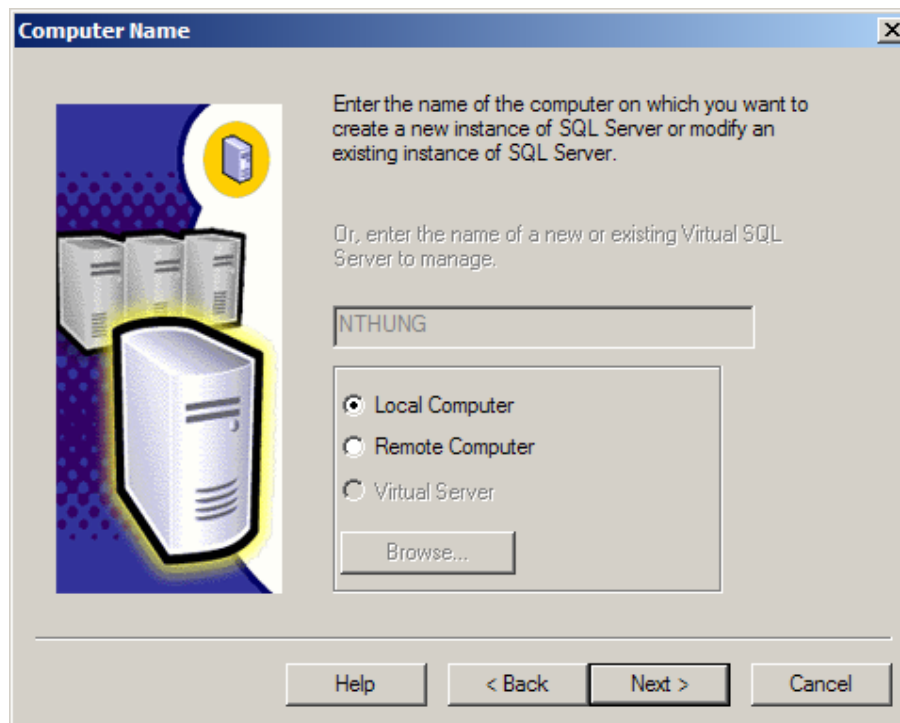 Computer Name
Enter the name of the computer on which you want to
create a new instance of SQL Server or modify an
existing instance of SQL Server.
Or, enter the name of a new or existing Virtual SQL
Server to manage.
NTHUNG
Local Computer
Remote Computer
Virtual Server
Browse...
Help
< Back
Next >
Cancel